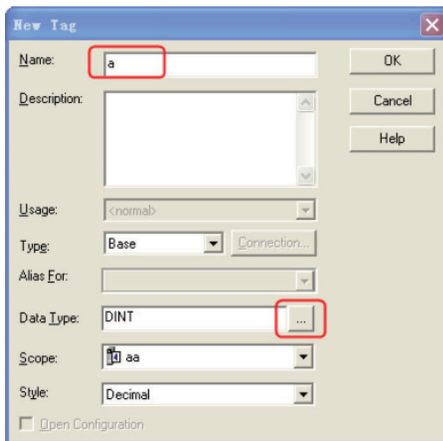 New Tag
Name: a OK
Description: Cancel
Help
Usage: <normal>
Type: Base Connection...
Alias For:
Data Type: DINT ...
Scope: aa
Style: Decimal
Open Configuration